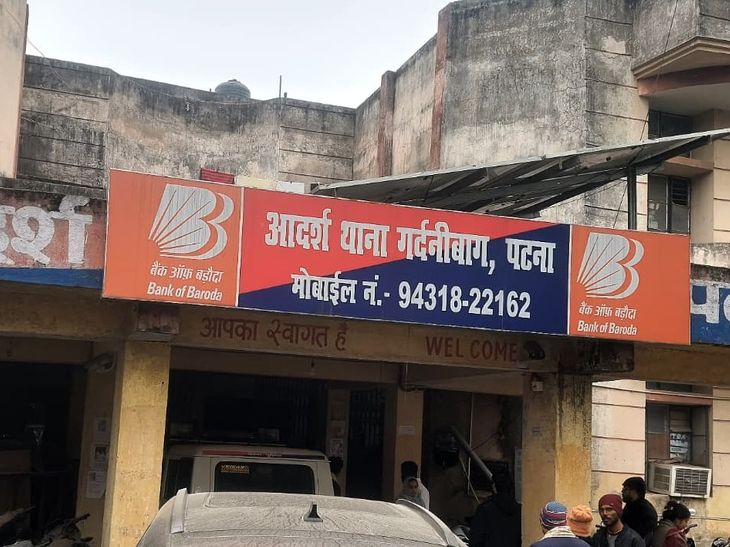 बैंक ऑफ़ बड़ौदा
Bank of Baroda
आदर्श थाना गर्दनीबाग, पटना
मोबाईल नं.- 94318-22162
बैंक ऑफ़ बड़ौदा
Bank of Baroda
आपका स्वागत है
WEL COME